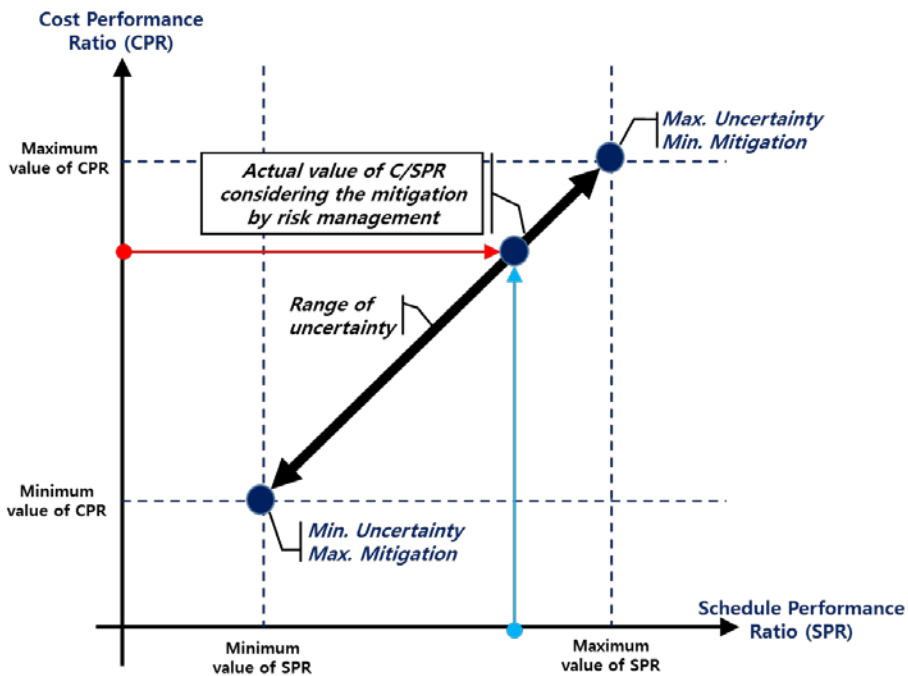 Cost Performance
Ratio (CPR)
Maximum
value of CPR
Max. Uncertainty
Min. Mitigation
Actual value of C/SPR
considering the mitigation
by risk management
Range of
uncertainty
Minimum
value of CPR
Min. Uncertainty
Max. Mitigation
Schedule Performance
Ratio (SPR)
Minimum
value of SPR
Maximum
value of SPR